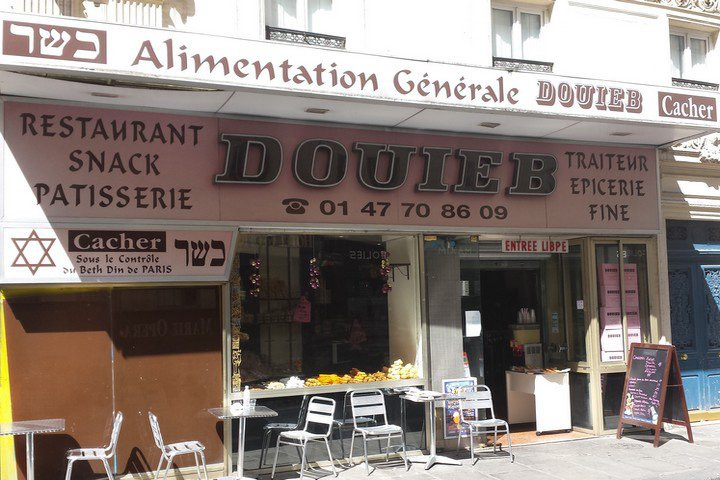 כשר Alimentation Générale DOUIEB Cacher
RESTAURANT
SNACK
PATISSERIE
DOUIEB
☎ 01 47 70 86 09
TRAITEUR
EPICERIE
FINE
Cacher כשר
Sous le Contrôle
du Beth Din de PARIS
ENTREE LIBRE